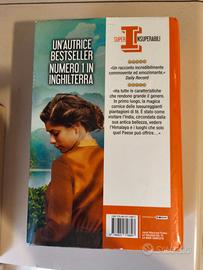 UN'AUTRICE
BESTSELLER
NUMERO 1 IN
INGHILTERRA
SUPER
INSUPERABILI
«Un racconto incredibilmente
commovente ed emozionante.»
Daily Record
«Ha tutte le caratteristiche
che rendono grande il genere.
In primo luogo, la magica
cornice delle lussureggianti
piantagioni di tè. È stato
come visitare l'India,
circondata dalla
sua antica bellezza, vedere
l'Himalaya e i luoghi che solo
quel Paese può offrire...»
subito